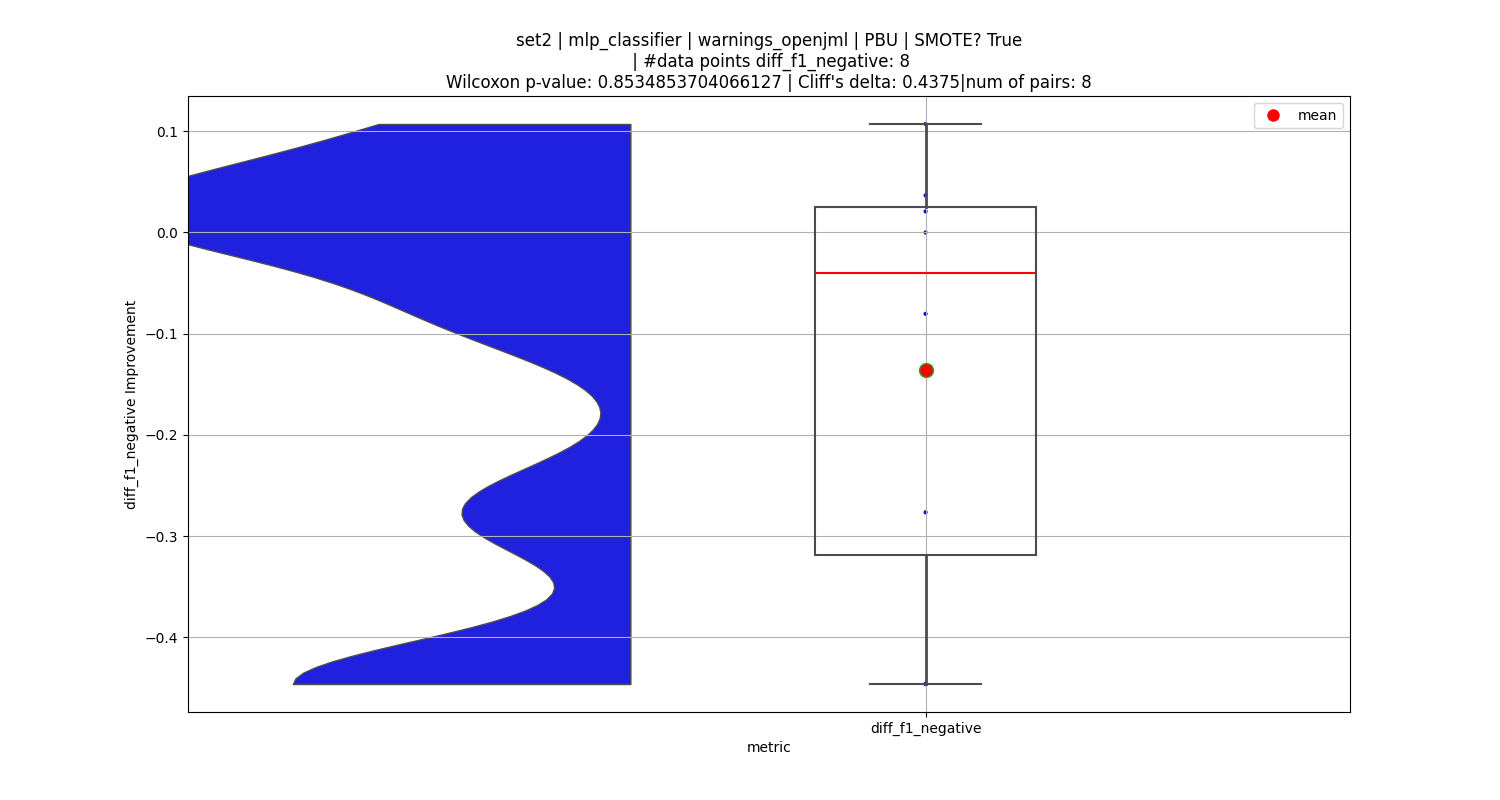 set2 | mlp_classifier | warnings_openjml | PBU | SMOTE? True
| #data points diff_f1_negative: 8
Wilcoxon p-value: 0.8534853704066127 | Cliff's delta: 0.4375|num of pairs: 8
mean
0.1
0.0
−0.1
−0.2
−0.3
−0.4
diff_f1_negative Improvement
diff_f1_negative
metric